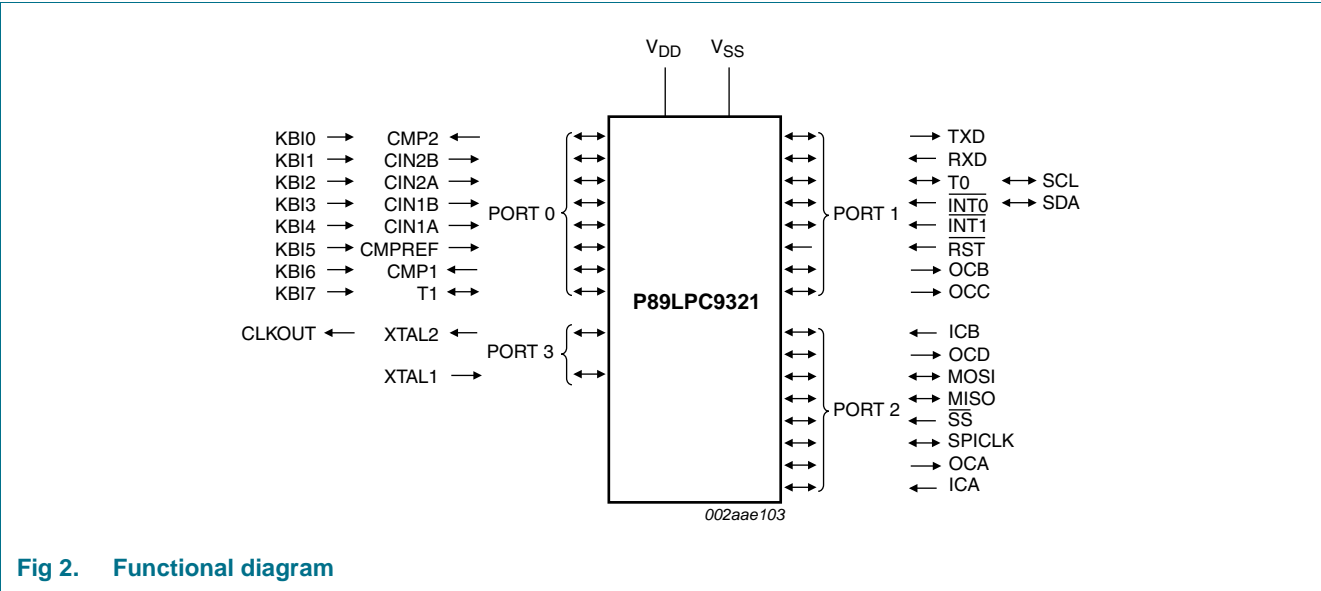 VDD VSS
KBI0 CMP2 TXD
KBI1 CIN2B RXD
KBI2 CIN2A T0 SCL
KBI3 CIN1B PORT 0 PORT 1 INT0 SDA
KBI4 CIN1A INT1
KBI5 CMPREF RST
KBI6 CMP1 OCB
KBI7 T1 OCC
P89LPC9321
CLKOUT XTAL2 ICB
PORT 3 OCD
XTAL1 MOSI
MISO
PORT 2
SS
SPICLK
OCA
ICA
002aae103
Fig 2. Functional diagram